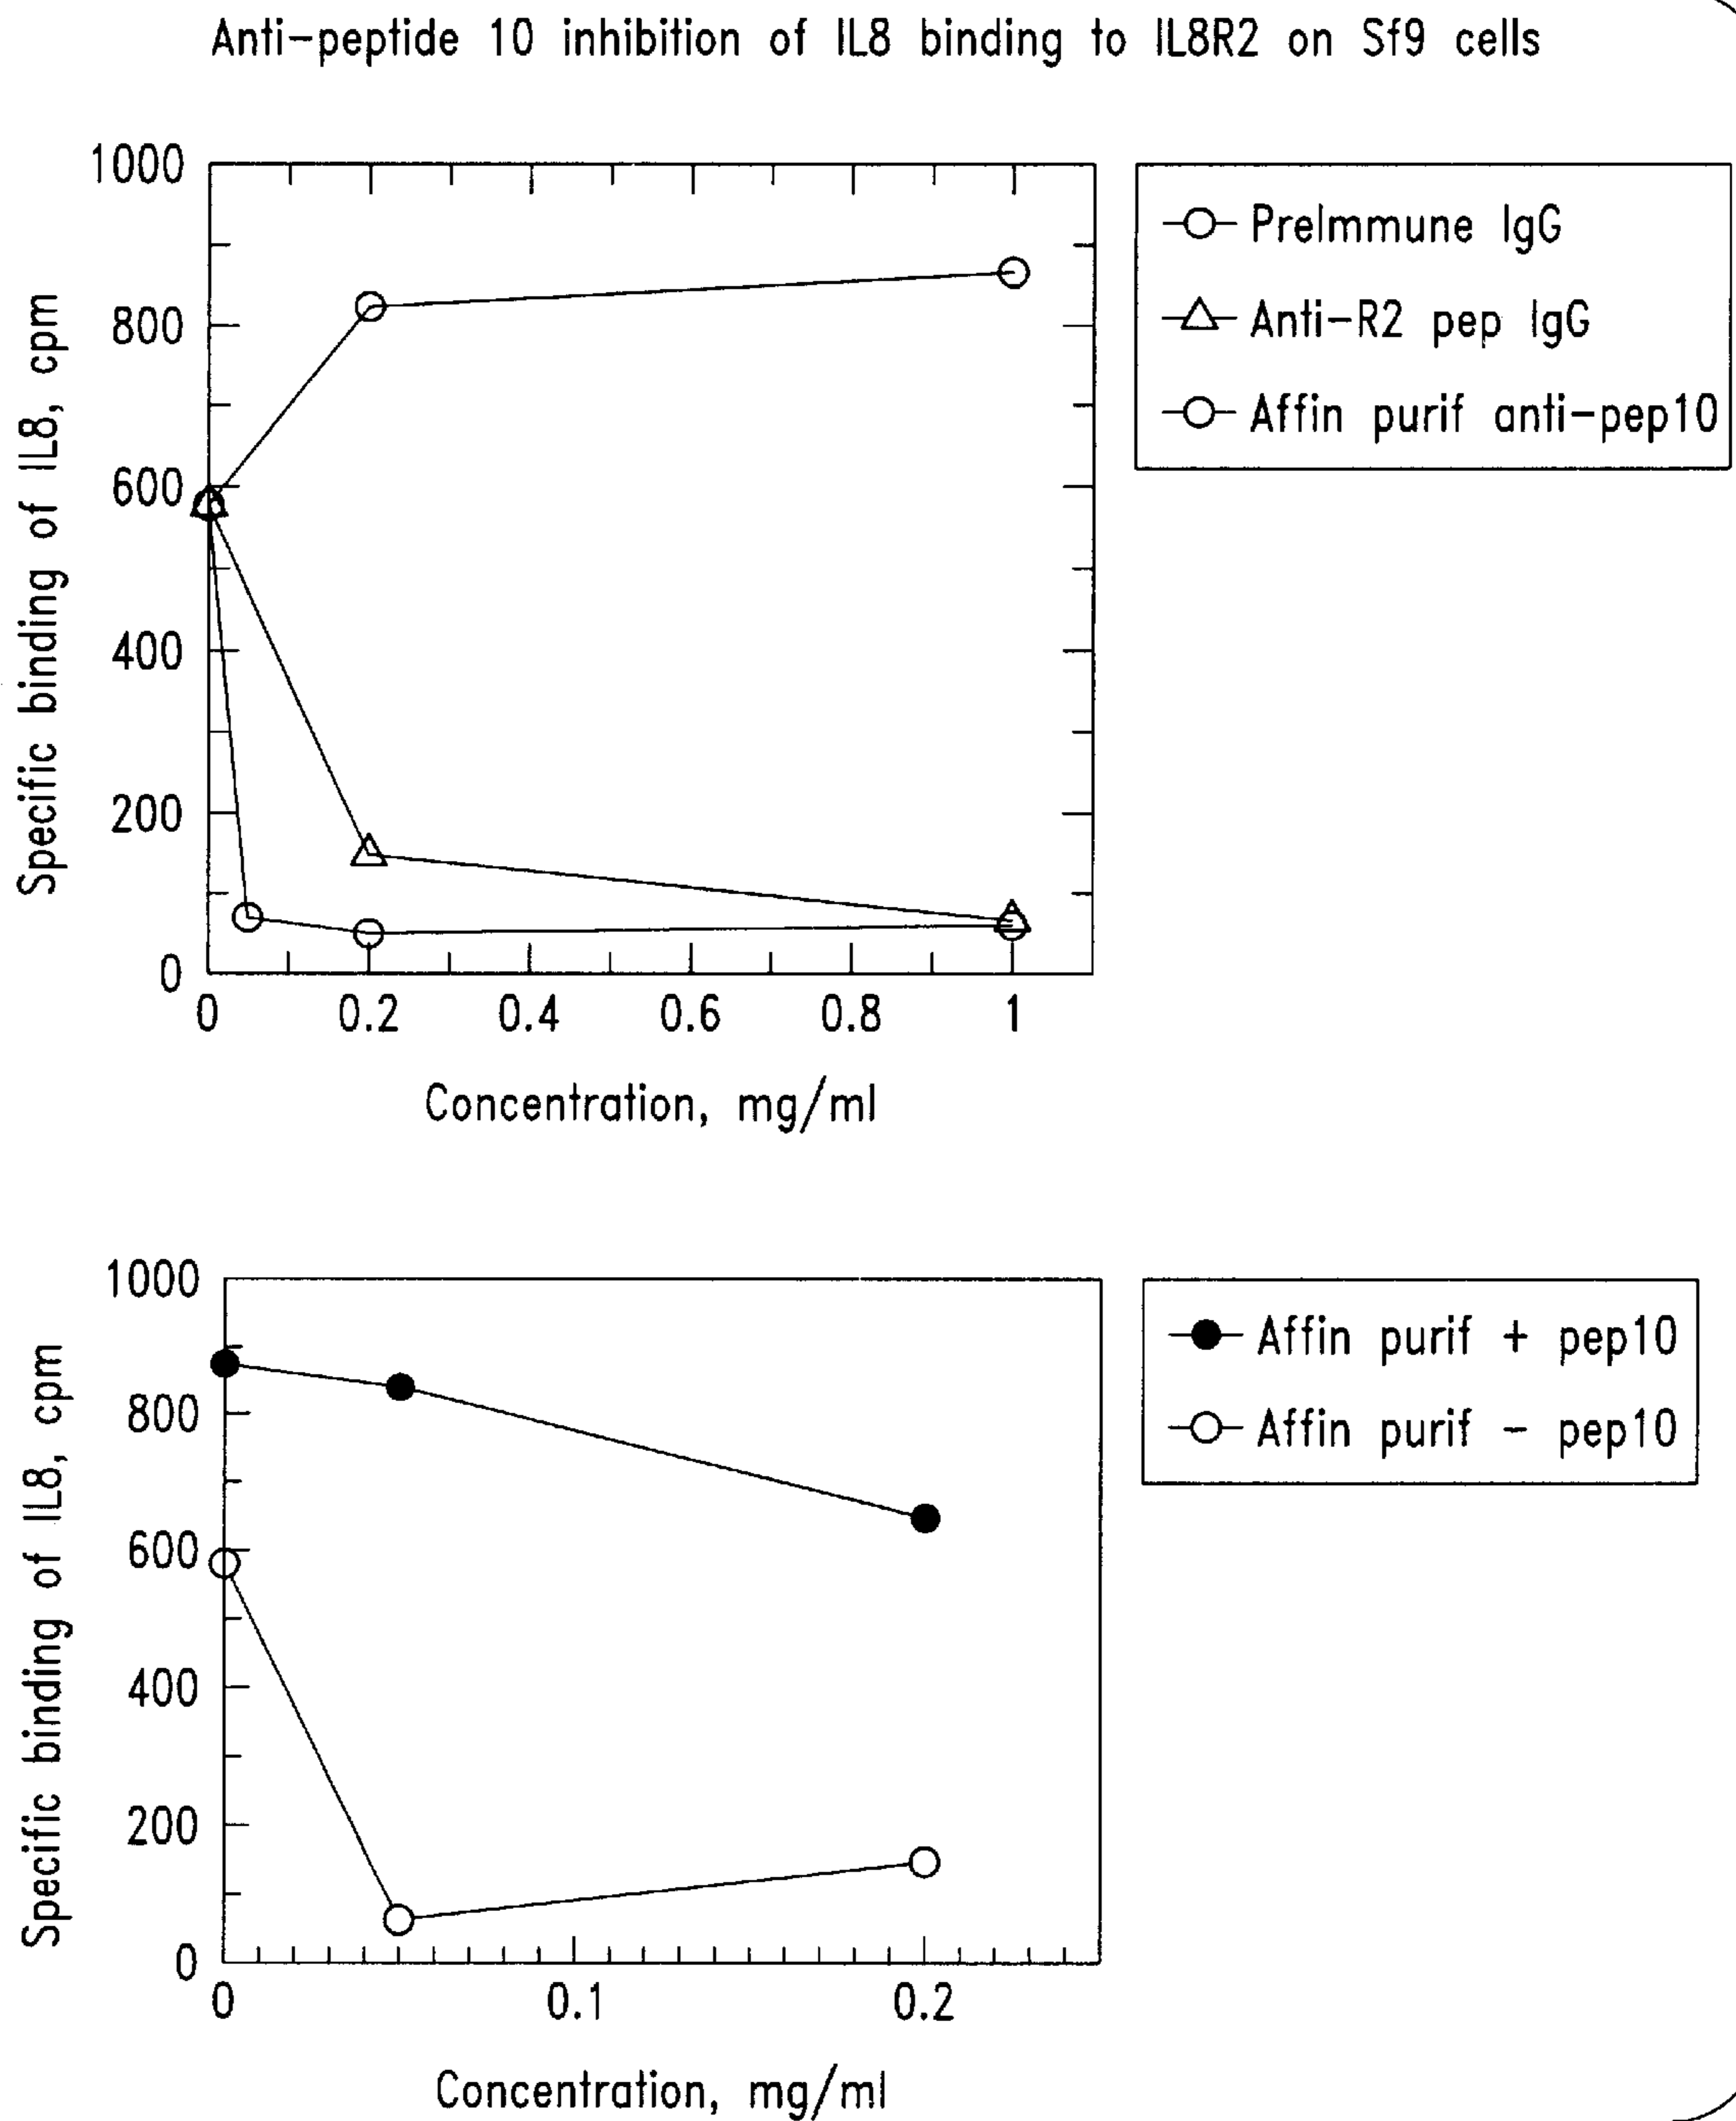 Anti-peptide 10 inhibition of IL8 binding to IL8R2 on Sf9 cells
Specific binding of IL8, cpm
1000
800
600
400
200
0
0 0.2 0.4 0.6 0.8 1
Concentration, mg/ml
PreImmune IgG
Anti-R2 pep IgG
Affin purif anti-pep10
Specific binding of IL8, cpm
1000
800
600
400
200
0
0 0.1 0.2
Concentration, mg/ml
Affin purif + pep10
Affin purif - pep10